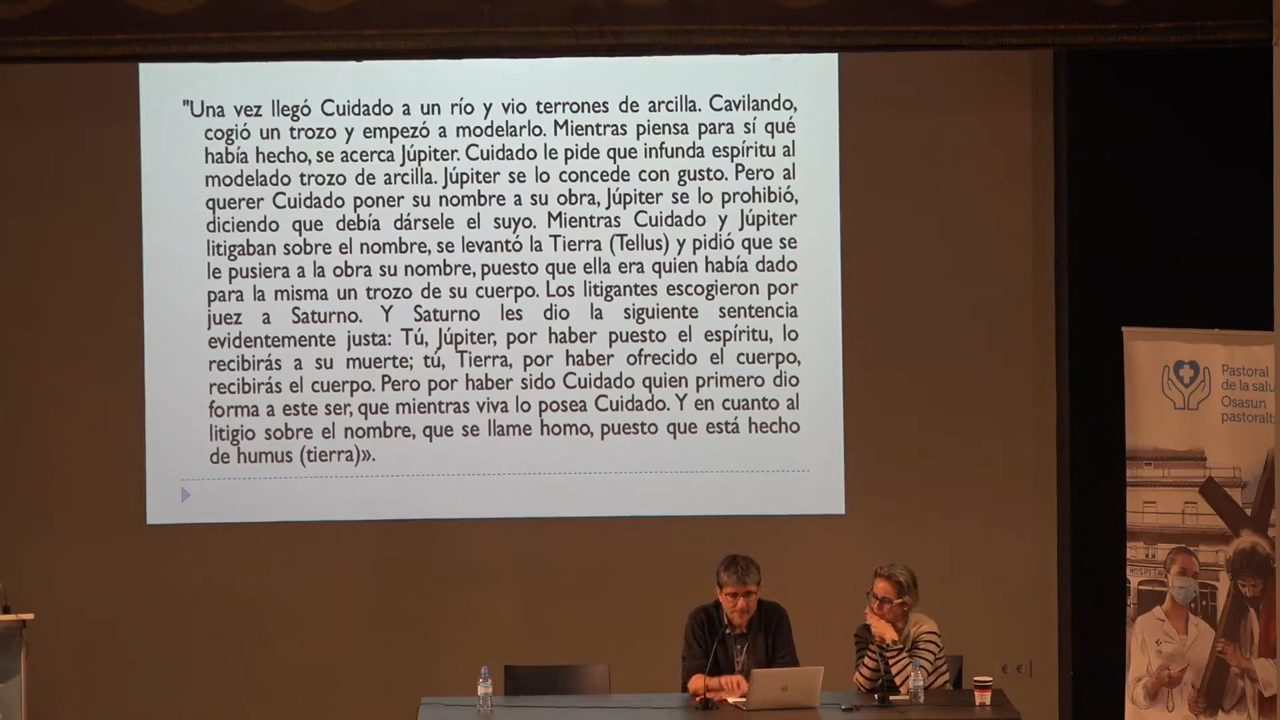 "Una vez llegó Cuidado a un río y vio terrones de arcilla. Cavilando,
cogió un trozo y empezó a modelarlo. Mientras piensa para sí qué
había hecho, se acerca Júpiter. Cuidado le pide que infunda espíritu al
modelado trozo de arcilla. Júpiter se lo concede con gusto. Pero al
querer Cuidado poner su nombre a su obra, Júpiter se lo prohibió,
diciendo que debía dársele el suyo. Mientras Cuidado y Júpiter
litigaban sobre el nombre, se levantó la Tierra (Tellus) y pidió que se
le pusiera a la obra su nombre, puesto que ella era quien había dado
para la misma un trozo de su cuerpo. Los litigantes escogieron por
juez a Saturno. Y Saturno les dio la siguiente sentencia
evidentemente justa: Tú, Júpiter, por haber puesto el espíritu, lo
recibirás a su muerte; tú, Tierra, por haber ofrecido el cuerpo,
recibirás el cuerpo. Pero por haber sido Cuidado quien primero dio
forma a este ser, que mientras viva lo posea Cuidado. Y en cuanto al
litigio sobre el nombre, que se llame homo, puesto que está hecho
de humus (tierra)».
Pastoral
de la salu
Osasun
pastoralt
HOSPITA